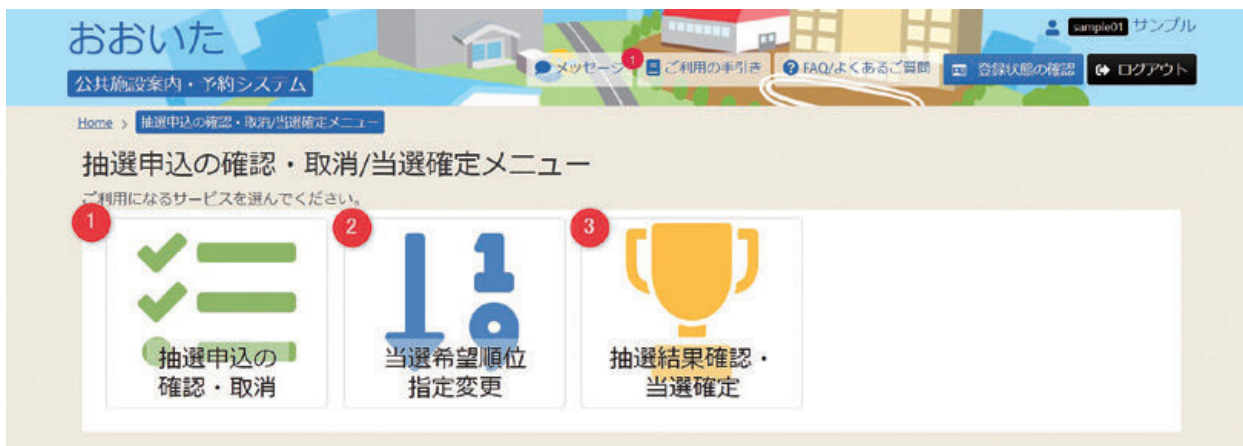 おおいた
sample01 サンプル
公共施設案内・予約システム
メッセージ 1 ご利用の手引き FAQ/よくあるご質問 登録状態の確認 ログアウト
Home > 抽選申込の確認・取消/当選確定メニュー
抽選申込の確認・取消/当選確定メニュー
ご利用になるサービスを選んでください。
1
抽選申込の
確認・取消
2
当選希望順位
指定変更
3
抽選結果確認・
当選確定